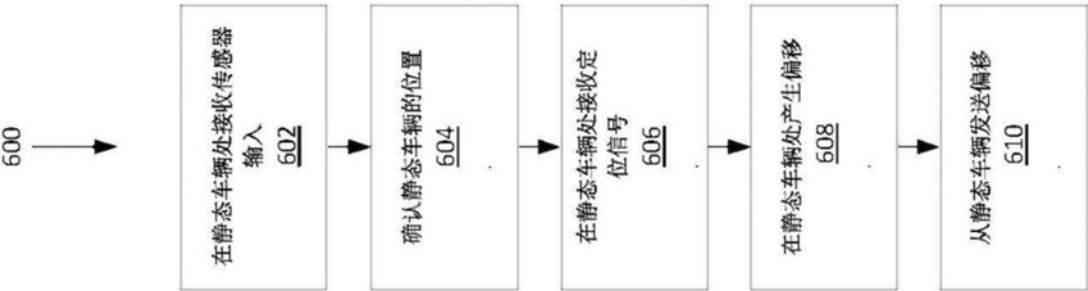 600
在静态车辆处接收传感器
输入
602
确认静态车辆的位置
604
在静态车辆处接收定
位信号
606
在静态车辆处产生偏移
608
从静态车辆发送偏移
610